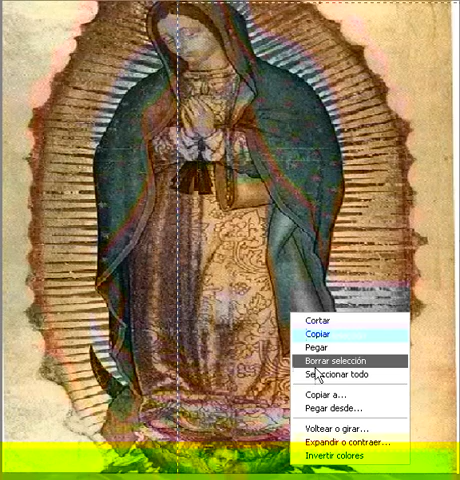 Cortar
Copiar
Pegar
Borrar selección
Seleccionar todo
Copiar a...
Pegar desde...
Voltear o girar...
Expandir o contraer...
Invertir colores